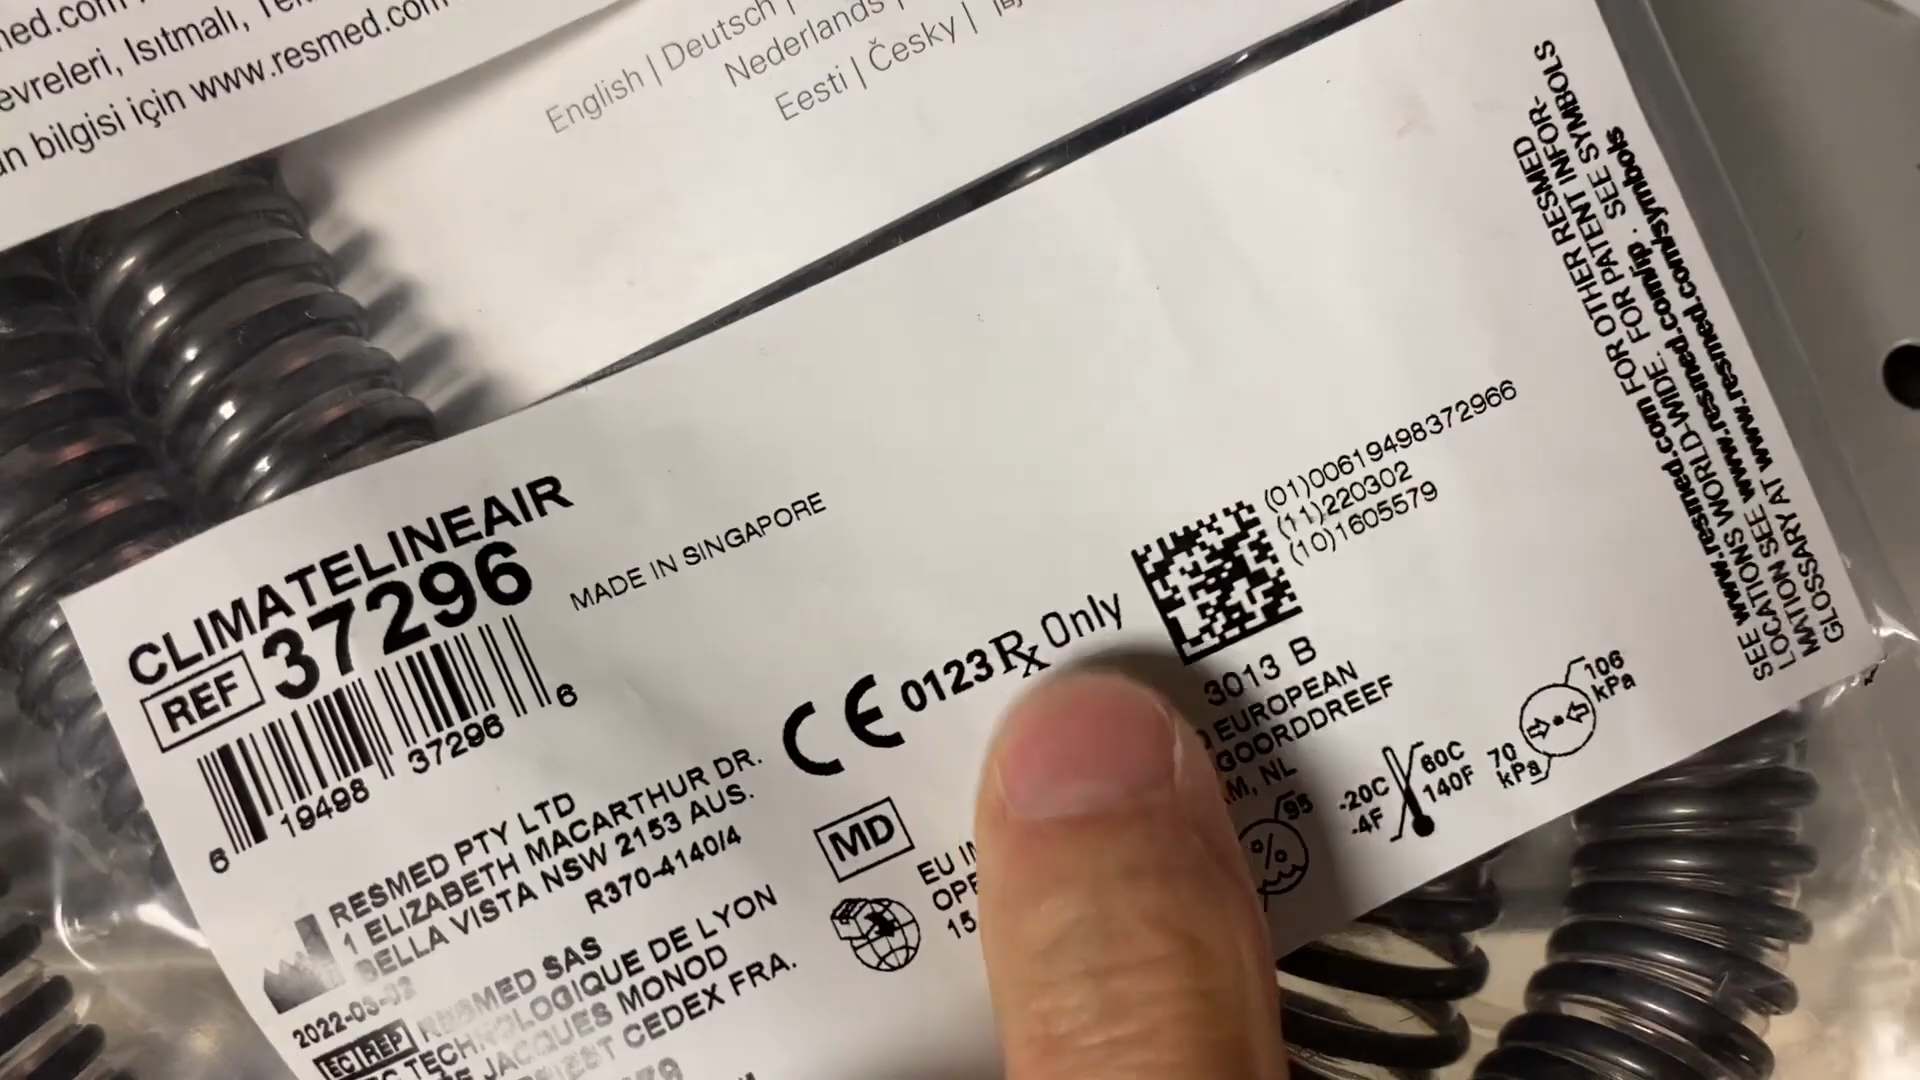 med.com
evreleri, Isıtmalı,
n bilgisi için www.resmed.com
English | Deutsch |
Nederlands |
Eesti | Česky |
CLIMATELINEAIR
REF 37296
MADE IN SINGAPORE
6 19498 37296 6
RESMED PTY LTD
1 ELIZABETH MACARTHUR DR.
BELLA VISTA NSW 2153 AUS.
R370-4140/4
2022-03-02
EC REP RESMED SAS
TECHNOLOGIQUE DE LYON
JACQUES MONOD
CEDEX FRA.
CE 0123 Rx Only
MD
EU
15
(01)00619498372966
(11)220302
(10)1605579
3013 B
EUROPEAN
GOORDDREEF
NL
95
%
-20C
-4F
60C
140F
70
kPa
106
kPa
SEE www.resmed.com FOR OTHER RESMED
LOCATIONS WORLD-WIDE. FOR PATENT INFOR-
MATION SEE www.resmed.com/ip . SEE SYMBOLS
GLOSSARY AT www.resmed.com/symbols